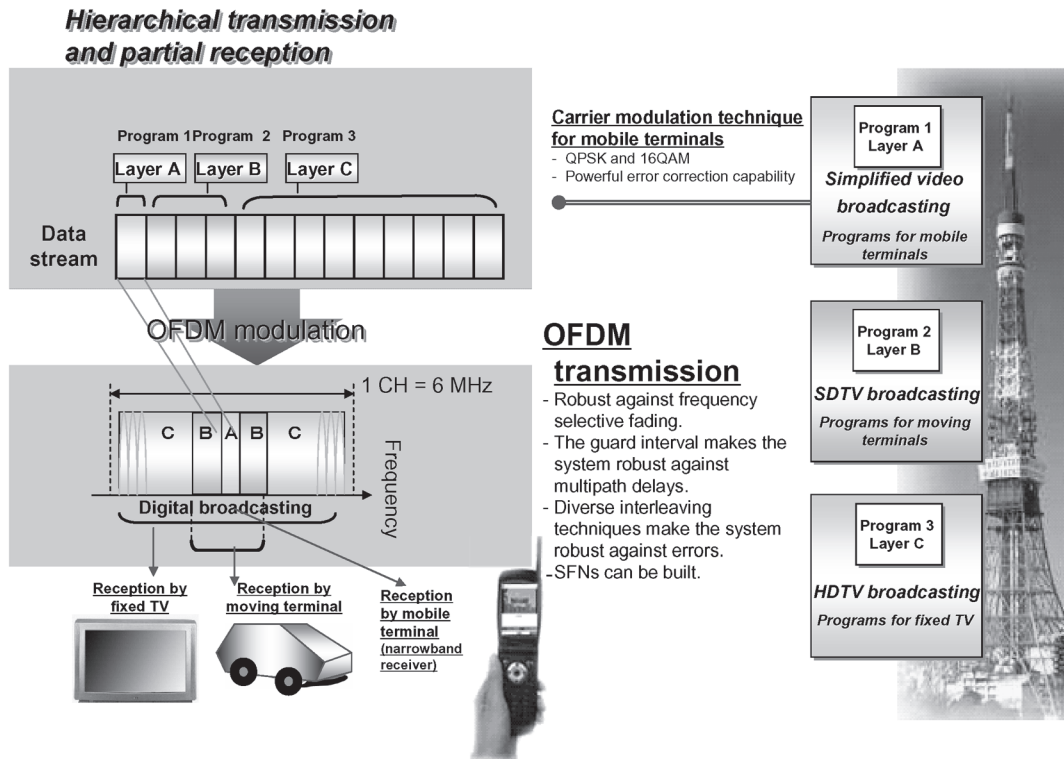 Hierarchical transmission
and partial reception
Program 1 Program 2 Program 3
Layer A Layer B Layer C
Data
stream
OFDM modulation
1 CH = 6 MHz
C B A B C
Frequency
Digital broadcasting
Reception by
fixed TV
Reception by
moving terminal
Reception
by mobile
terminal
(narrowband
receiver)
Carrier modulation technique
for mobile terminals
- QPSK and 16QAM
- Powerful error correction capability
OFDM
transmission
- Robust against frequency
selective fading.
- The guard interval makes the
system robust against
multipath delays.
- Diverse interleaving
techniques make the system
robust against errors.
- SFNs can be built.
Program 1
Layer A
Simplified video
broadcasting
Programs for mobile
terminals
Program 2
Layer B
SDTV broadcasting
Programs for moving
terminals
Program 3
Layer C
HDTV broadcasting
Programs for fixed TV